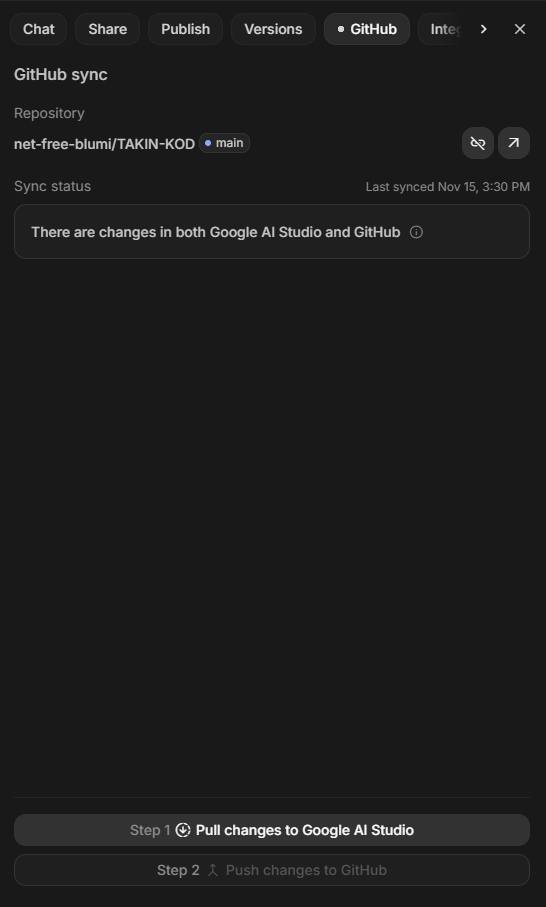 Chat Share Publish Versions GitHub
GitHub sync
Repository
net-free-blumi/TAKIN-KOD main
Sync status Last synced Nov 15, 3:30 PM
There are changes in both Google AI Studio and GitHub
Step 1 Pull changes to Google AI Studio
Step 2 Push changes to GitHub